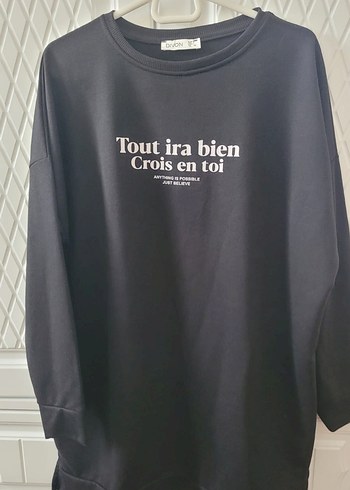 Tout ira bien
Crois en toi
ANYTHING IS POSSIBLE
JUST BELIEVE